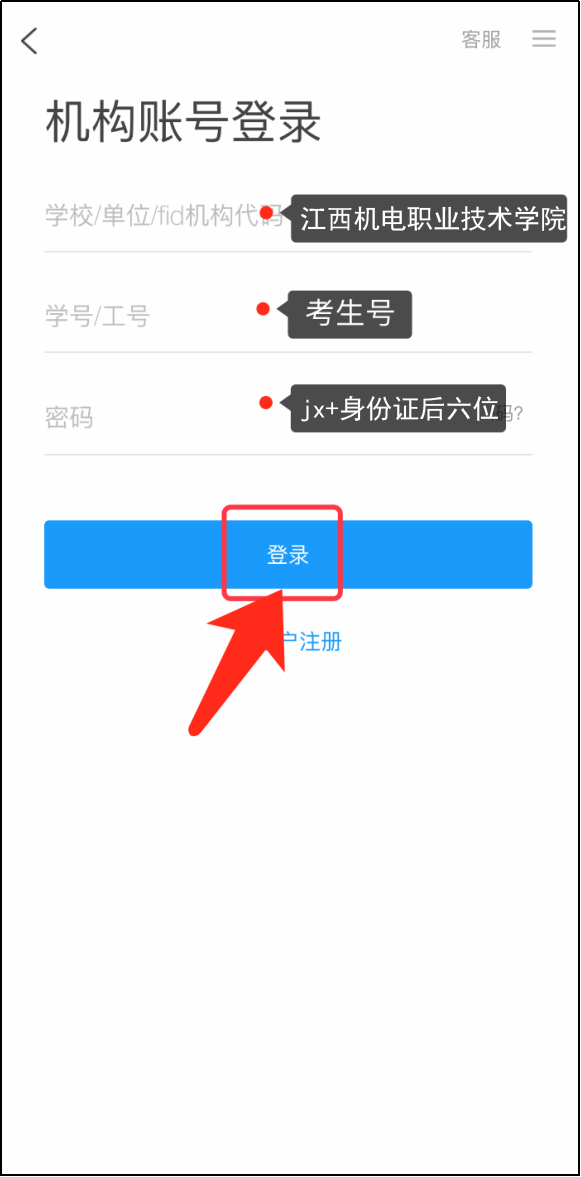 客服
机构账号登录
学校/单位/fid机构代码
江西机电职业技术学院
学号/工号
考生号
密码
jx+身份证后六位
码?
登录
户注册